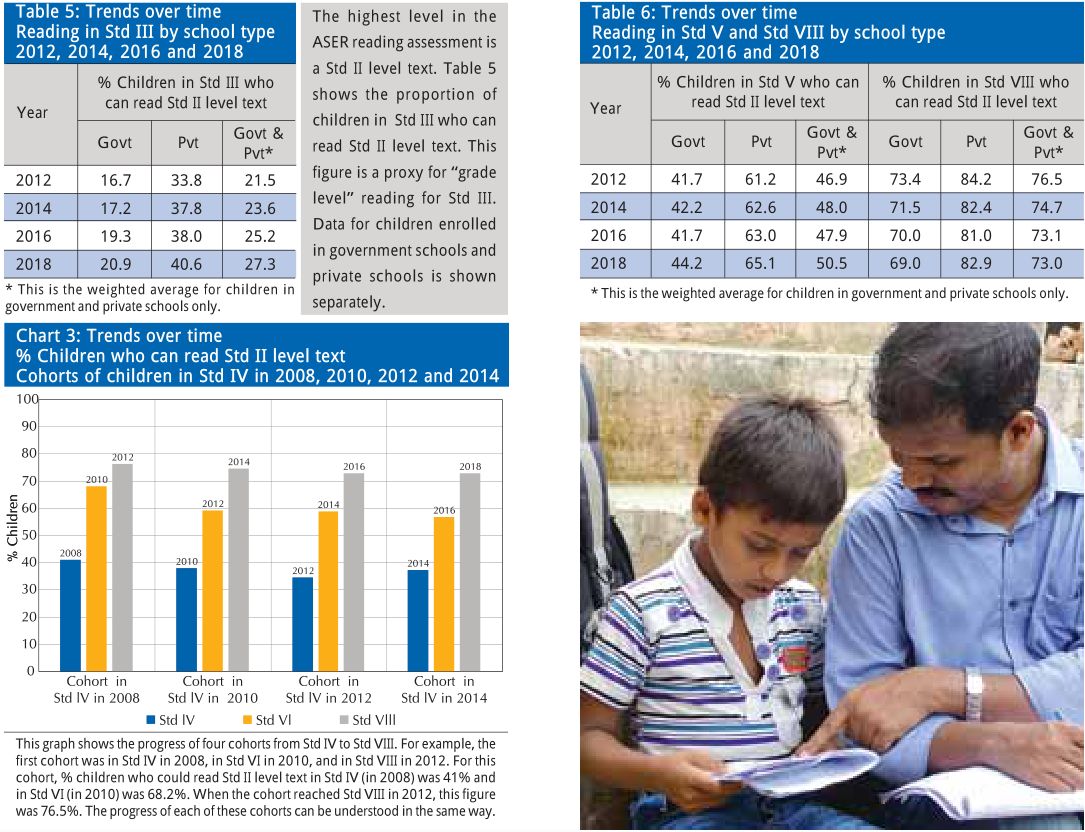 Table 5: Trends over time
Reading in Std III by school type
2012, 2014, 2016 and 2018
Year
% Children in Std III who
can read Std II level text
Govt Pvt Govt &
Pvt*
2012 16.7 33.8 21.5
2014 17.2 37.8 23.6
2016 19.3 38.0 25.2
2018 20.9 40.6 27.3
* This is the weighted average for children in
government and private schools only.
The highest level in the
ASER reading assessment is
a Std II level text. Table 5
shows the proportion of
children in Std III who can
read Std II level text. This
figure is a proxy for “grade
level” reading for Std III.
Data for children enrolled
in government schools and
private schools is shown
separately.
Table 6: Trends over time
Reading in Std V and Std VIII by school type
2012, 2014, 2016 and 2018
Year
% Children in Std V who can
read Std II level text
% Children in Std VIII who
can read Std II level text
Govt Pvt Govt &
Pvt*
Govt Pvt Govt &
Pvt*
2012 41.7 61.2 46.9 73.4 84.2 76.5
2014 42.2 62.6 48.0 71.5 82.4 74.7
2016 41.7 63.0 47.9 70.0 81.0 73.1
2018 44.2 65.1 50.5 69.0 82.9 73.0
* This is the weighted average for children in government and private schools only.
Chart 3: Trends over time
% Children who can read Std II level text
Cohorts of children in Std IV in 2008, 2010, 2012 and 2014
% Children
100
90
80
70
60
50
40
30
20
10
0
2008 2010 2012
2010 2012 2014
2012 2014 2016
2014 2016 2018
Cohort in
Std IV in 2008
Cohort in
Std IV in 2010
Cohort in
Std IV in 2012
Cohort in
Std IV in 2014
Std IV Std VI Std VIII
This graph shows the progress of four cohorts from Std IV to Std VIII. For example, the
first cohort was in Std IV in 2008, in Std VI in 2010, and in Std VIII in 2012. For this
cohort, % children who could read Std II level text in Std IV (in 2008) was 41% and
in Std VI (in 2010) was 68.2%. When the cohort reached Std VIII in 2012, this figure
was 76.5%. The progress of each of these cohorts can be understood in the same way.